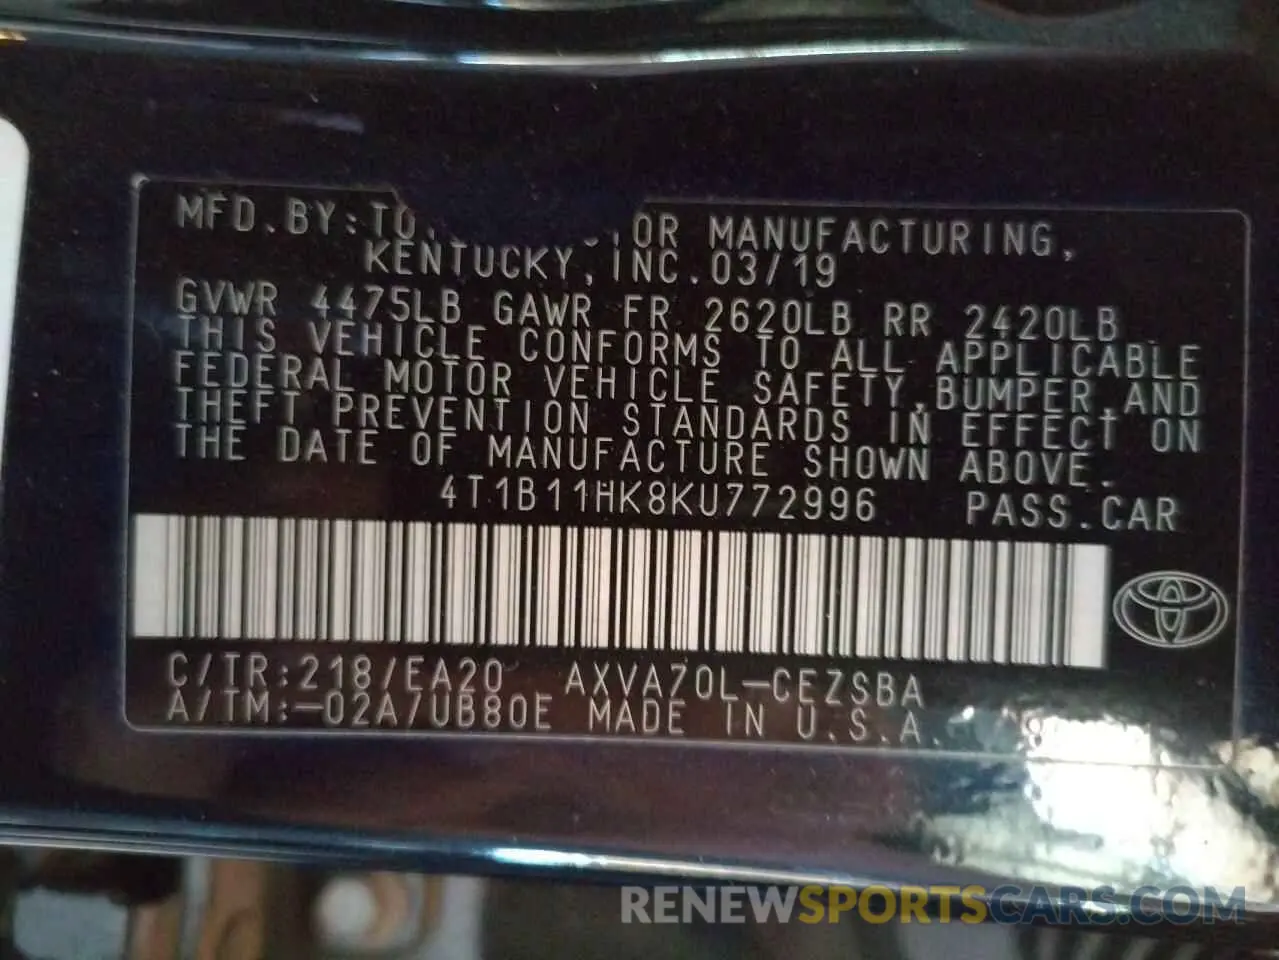 MFD.BY: MANUFACTURING,
KENTUCKY, INC. 03/19
GVWR 4475LB GAWR FR 2620LB RR 2420LB
THIS VEHICLE CONFORMS TO ALL APPLICABLE
FEDERAL MOTOR VEHICLE SAFETY, BUMPER, AND
THEFT PREVENTION STANDARDS IN EFFECT ON
THE DATE OF MANUFACTURE SHOWN ABOVE.
4T1B11HK8KU772996 PASS.CAR
C/TR:218/EA20 AXVA70L-CEZSBA
A/TM:-02A/UB80E MADE IN U.S.A.
RENEWSPORTSCARS.COM